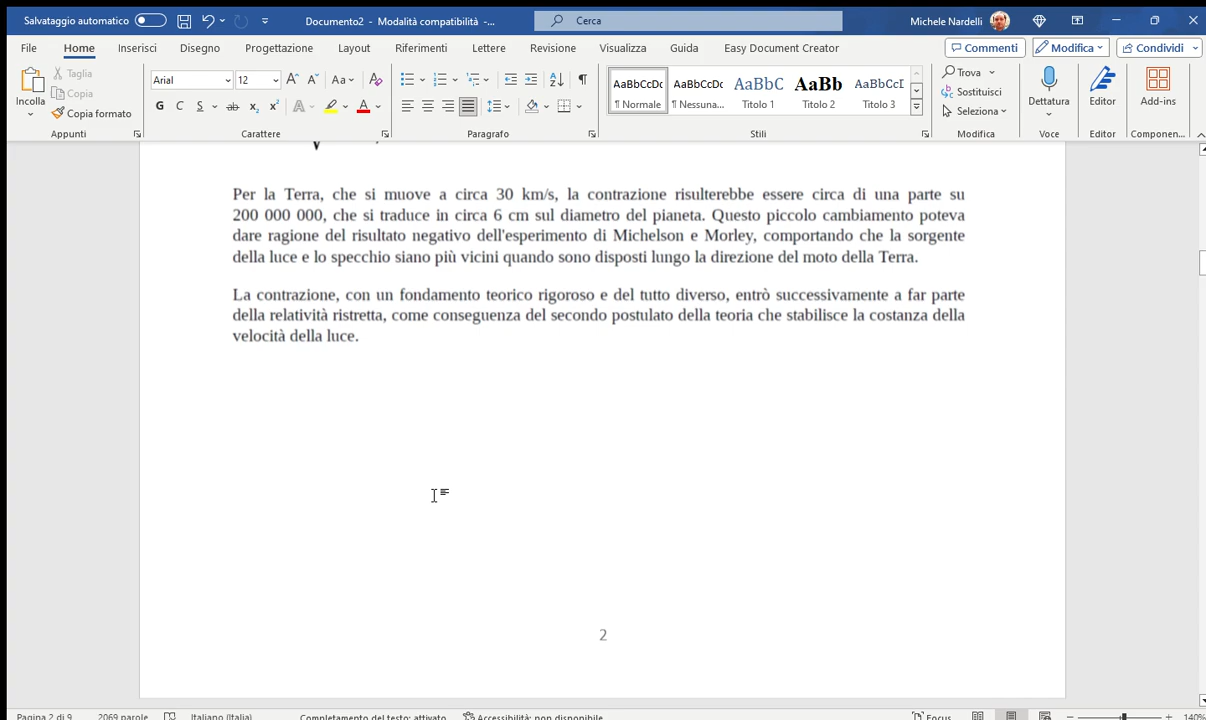 Salvataggio automatico Documento2 - Modalità compatibilità -... Cerca Michele Nardelli
File Home Inserisci Disegno Progettazione Layout Riferimenti Lettere Revisione Visualizza Guida Easy Document Creator Commenti Modifica Condividi
Incolla
Taglia
Copia
Copia formato
Appunti
Arial 12
G C S ab x₂ x² A A
Carattere
Paragrafo
AaBbCcDc AaBbCcDc AaBbC AaBb AaBbCcD
¶ Normale ¶ Nessuna... Titolo 1 Titolo 2 Titolo 3
Stili
Trova
Sostituisci
Seleziona
Modifica
Dettatura
Voce
Editor
Editor
Add-ins
Componen...
Per la Terra, che si muove a circa 30 km/s, la contrazione risulterebbe essere circa di una parte su
200 000 000, che si traduce in circa 6 cm sul diametro del pianeta. Questo piccolo cambiamento poteva
dare ragione del risultato negativo dell'esperimento di Michelson e Morley, comportando che la sorgente
della luce e lo specchio siano più vicini quando sono disposti lungo la direzione del moto della Terra.
La contrazione, con un fondamento teorico rigoroso e del tutto diverso, entrò successivamente a far parte
della relatività ristretta, come conseguenza del secondo postulato della teoria che stabilisce la costanza della
velocità della luce.
2
Pagina 2 di 9 2069 parole Italiano (Italia) Completamento del testo: attivato Accessibilità: non disponibile Focus 140%